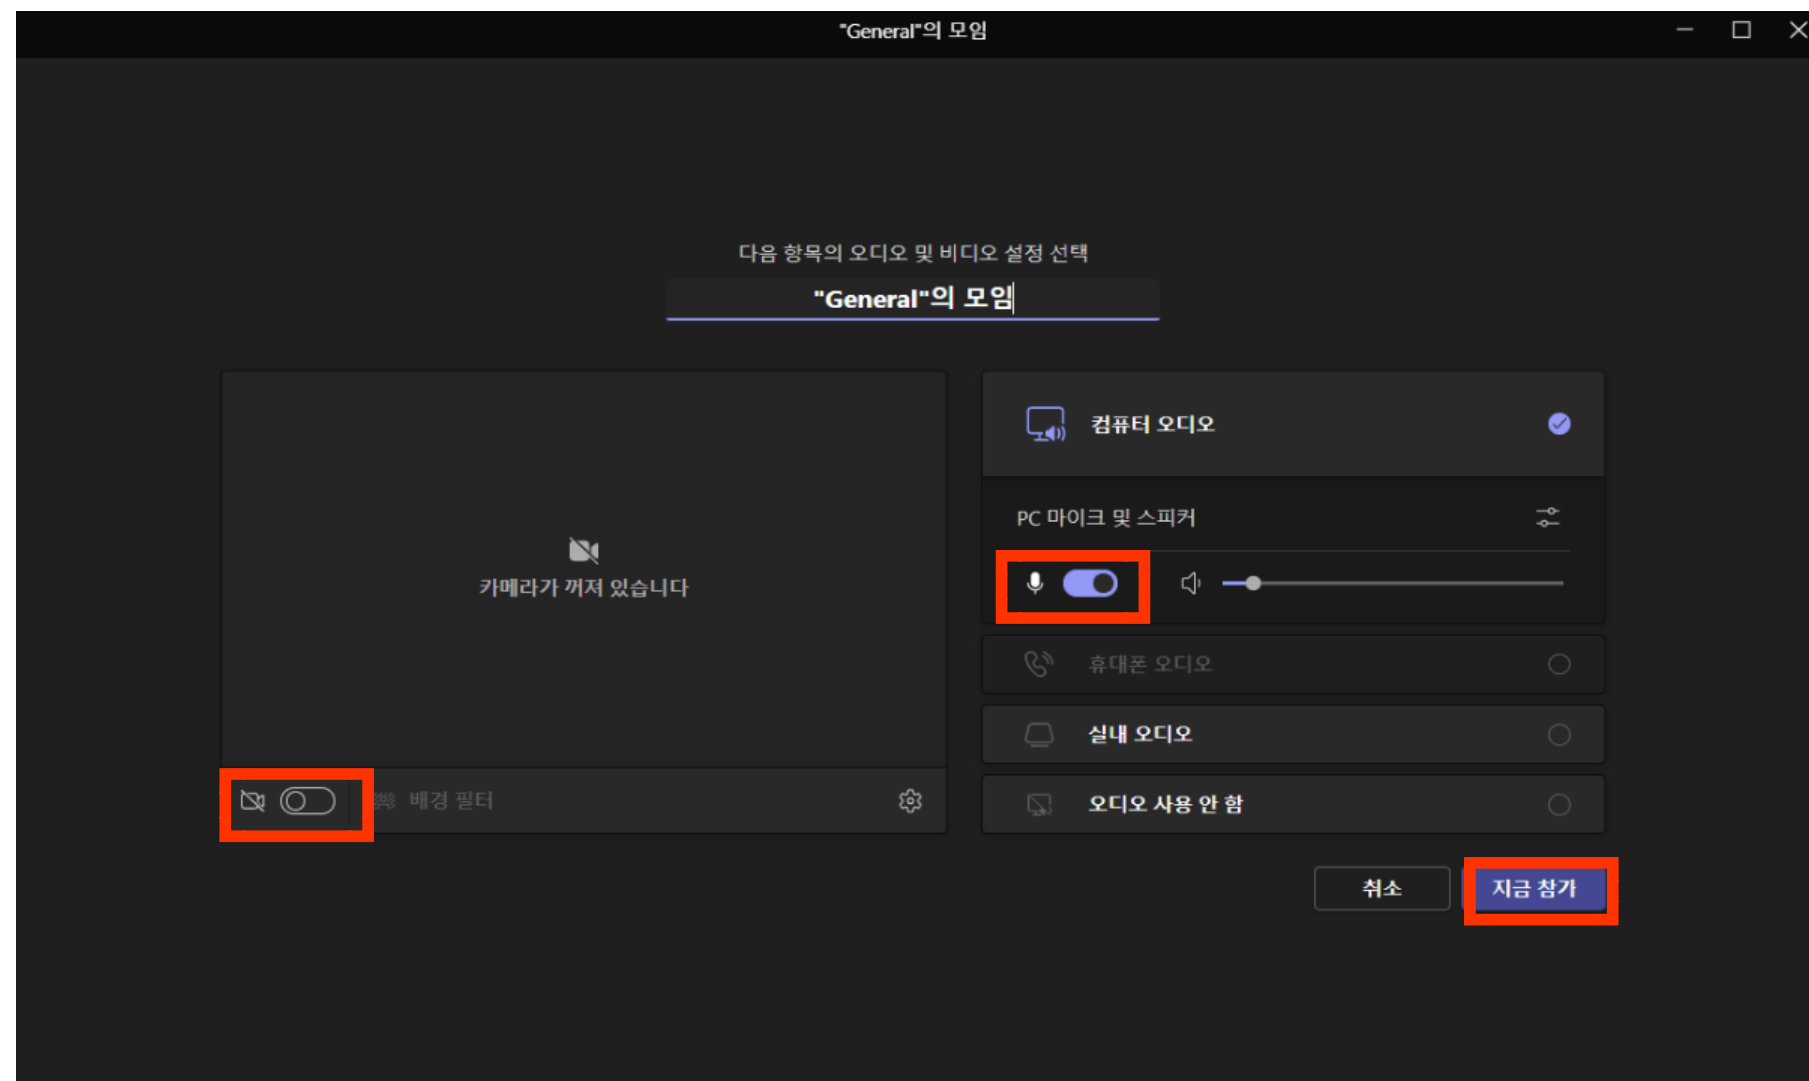 "General"의 모임
다음 항목의 오디오 및 비디오 설정 선택
"General"의 모임
카메라가 꺼져 있습니다
배경 필터
컴퓨터 오디오
PC 마이크 및 스피커
휴대폰 오디오
실내 오디오
오디오 사용 안 함
취소
지금 참가